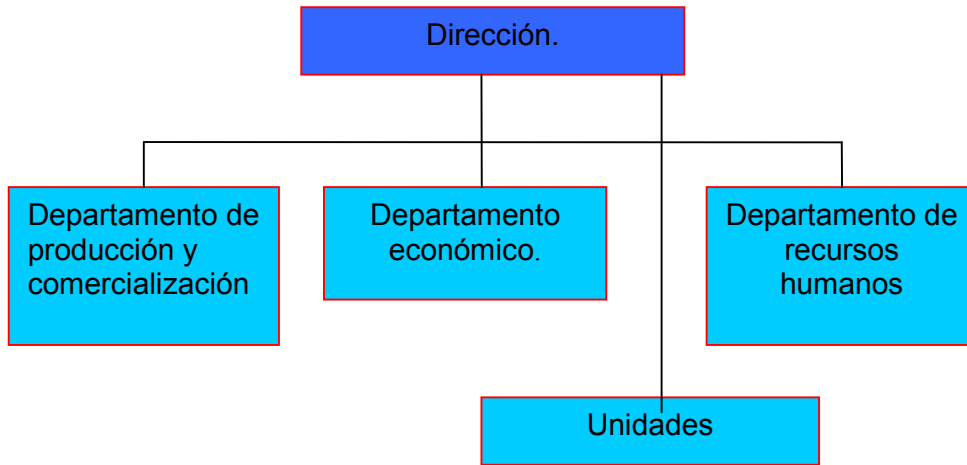 Dirección.
Departamento de
producción y
comercialización
Departamento
económico.
Departamento de
recursos
humanos
Unidades